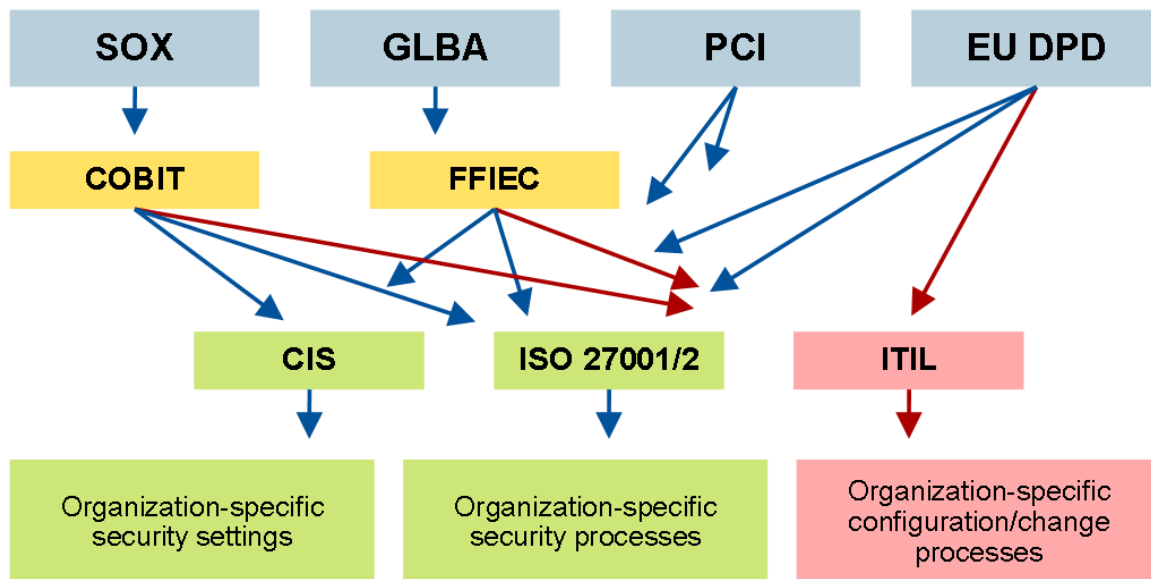 SOX
GLBA
PCI
EU DPD
COBIT
FFIEC
CIS
ISO 27001/2
ITIL
Organization-specific
security settings
Organization-specific
security processes
Organization-specific
configuration/change
processes